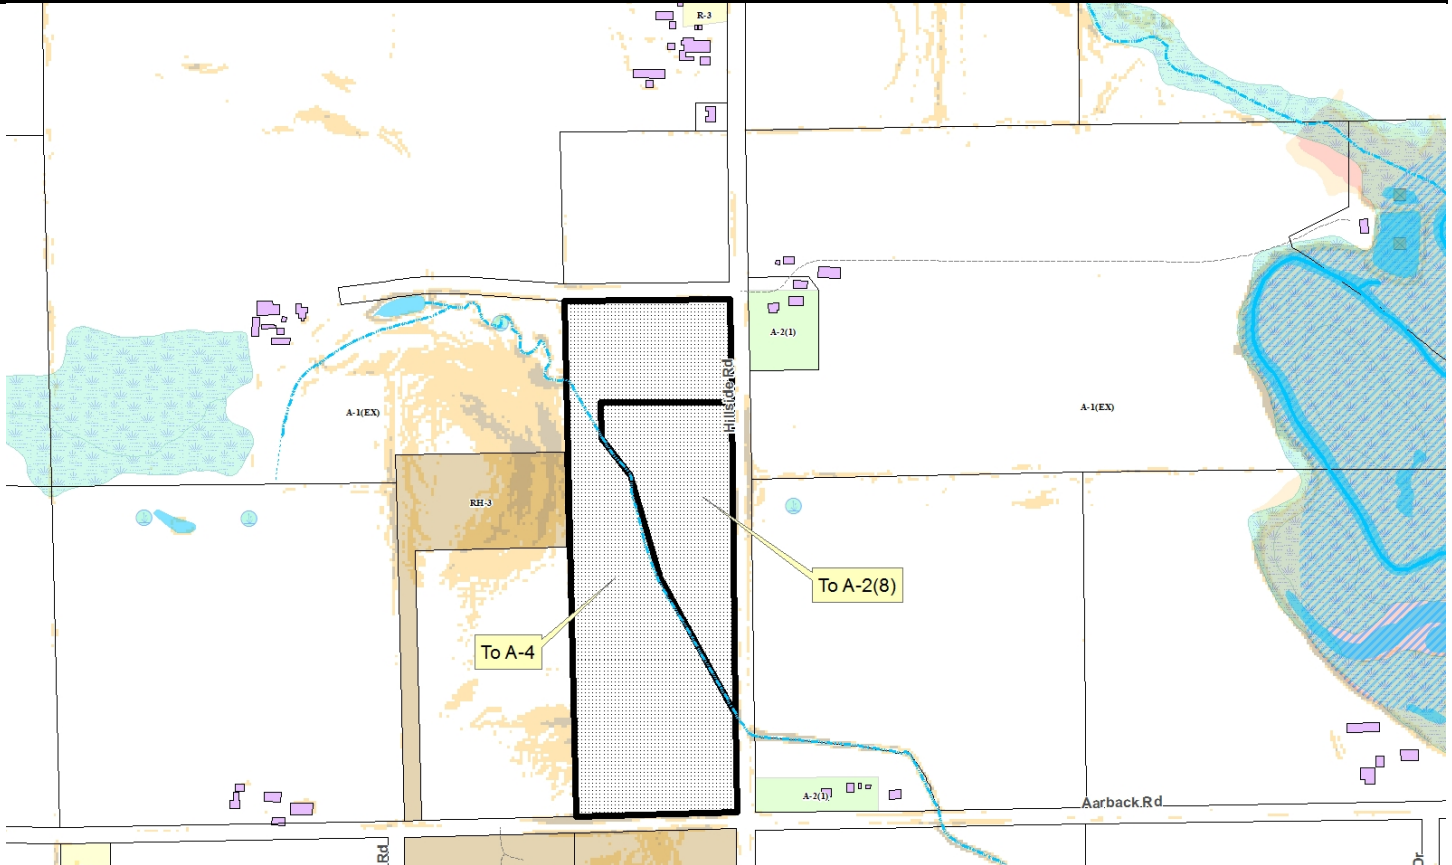 R-3
A-2(1)
Hillside Rd
A-1(EX)
A-1(EX)
RH-3
To A-2(8)
To A-4
A-2(1)
Aarback Rd
Rd
Dr